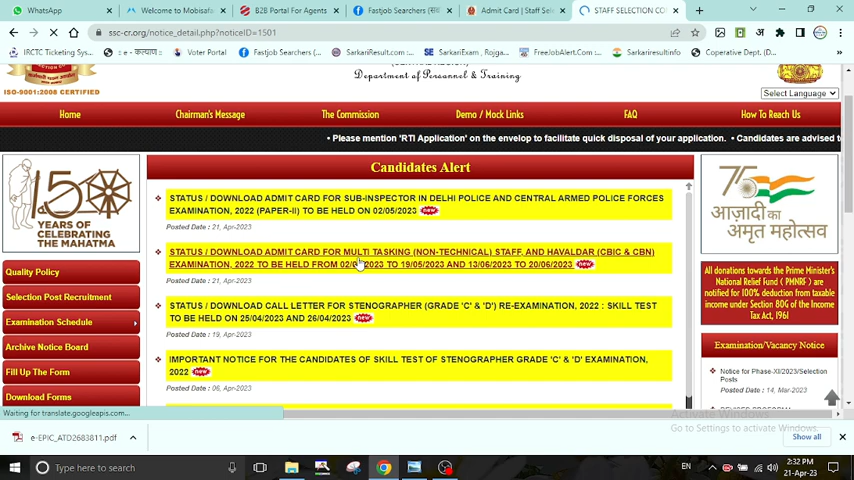 WhatsApp
Welcome to Mobisafa
B2B Portal For Agents
Fastjob Searchers
Admit Card | Staff Sele
STAFF SELECTION CO
ssc-cr.org/notice_detail.php?noticeID=1501
IRCTC Ticketing Sy...
:: e - कल्याण ::
Voter Portal
Fastjob Searchers (...
SarkariResult.com :...
SarkariExam , Rojga...
FreeJobAlert.Com :...
Sarkariresultinfo
Coperative Dept. (D...
ISO-9001:2008 CERTIFIED
Department of Personnel & Training
Select Language
Home
Chairman's Message
The Commission
Demo / Mock Links
FAQ
How To Reach Us
• Please mention 'RTI Application' on the envelop to facilitate quick disposal of your application. • Candidates are advised t
Candidates Alert
STATUS / DOWNLOAD ADMIT CARD FOR SUB-INSPECTOR IN DELHI POLICE AND CENTRAL ARMED POLICE FORCES
EXAMINATION, 2022 (PAPER-II) TO BE HELD ON 02/05/2023 new
Posted Date : 21, Apr-2023
STATUS / DOWNLOAD ADMIT CARD FOR MULTI TASKING (NON-TECHNICAL) STAFF, AND HAVALDAR (CBIC & CBN)
EXAMINATION, 2022 TO BE HELD FROM 02/ 2023 TO 19/05/2023 AND 13/06/2023 TO 20/06/2023 new
Posted Date : 21, Apr-2023
STATUS / DOWNLOAD CALL LETTER FOR STENOGRAPHER (GRADE 'C' & 'D') RE-EXAMINATION, 2022 : SKILL TEST
TO BE HELD ON 25/04/2023 AND 26/04/2023 new
Posted Date : 19, Apr-2023
IMPORTANT NOTICE FOR THE CANDIDATES OF SKILL TEST OF STENOGRAPHER GRADE 'C' & 'D' EXAMINATION,
2022 new
Posted Date : 06, Apr-2023
150
YEARS OF
CELEBRATING
THE MAHATMA
Quality Policy
Selection Post Recruitment
Examination Schedule
Archive Notice Board
Fill Up The Form
Download Forms
75
आज़ादी का
अमृत महोत्सव
All donations towards the Prime Minister's
National Relief Fund ( PMNRF) are
notified for 100% deduction from taxable
income under Section 80G of the Income
Tax Act, 1961
Examination/Vacancy Notice
Notice for Phase-XI/2023/Selection
Posts
Posted Date : 14, Mar-2023
Waiting for translate.googleapis.com...
Activate Windows
Go to Settings to activate Windows.
e-EPIC_ATD2683811.pdf
Show all
Type here to search
EN
2:32 PM
21-Apr-23